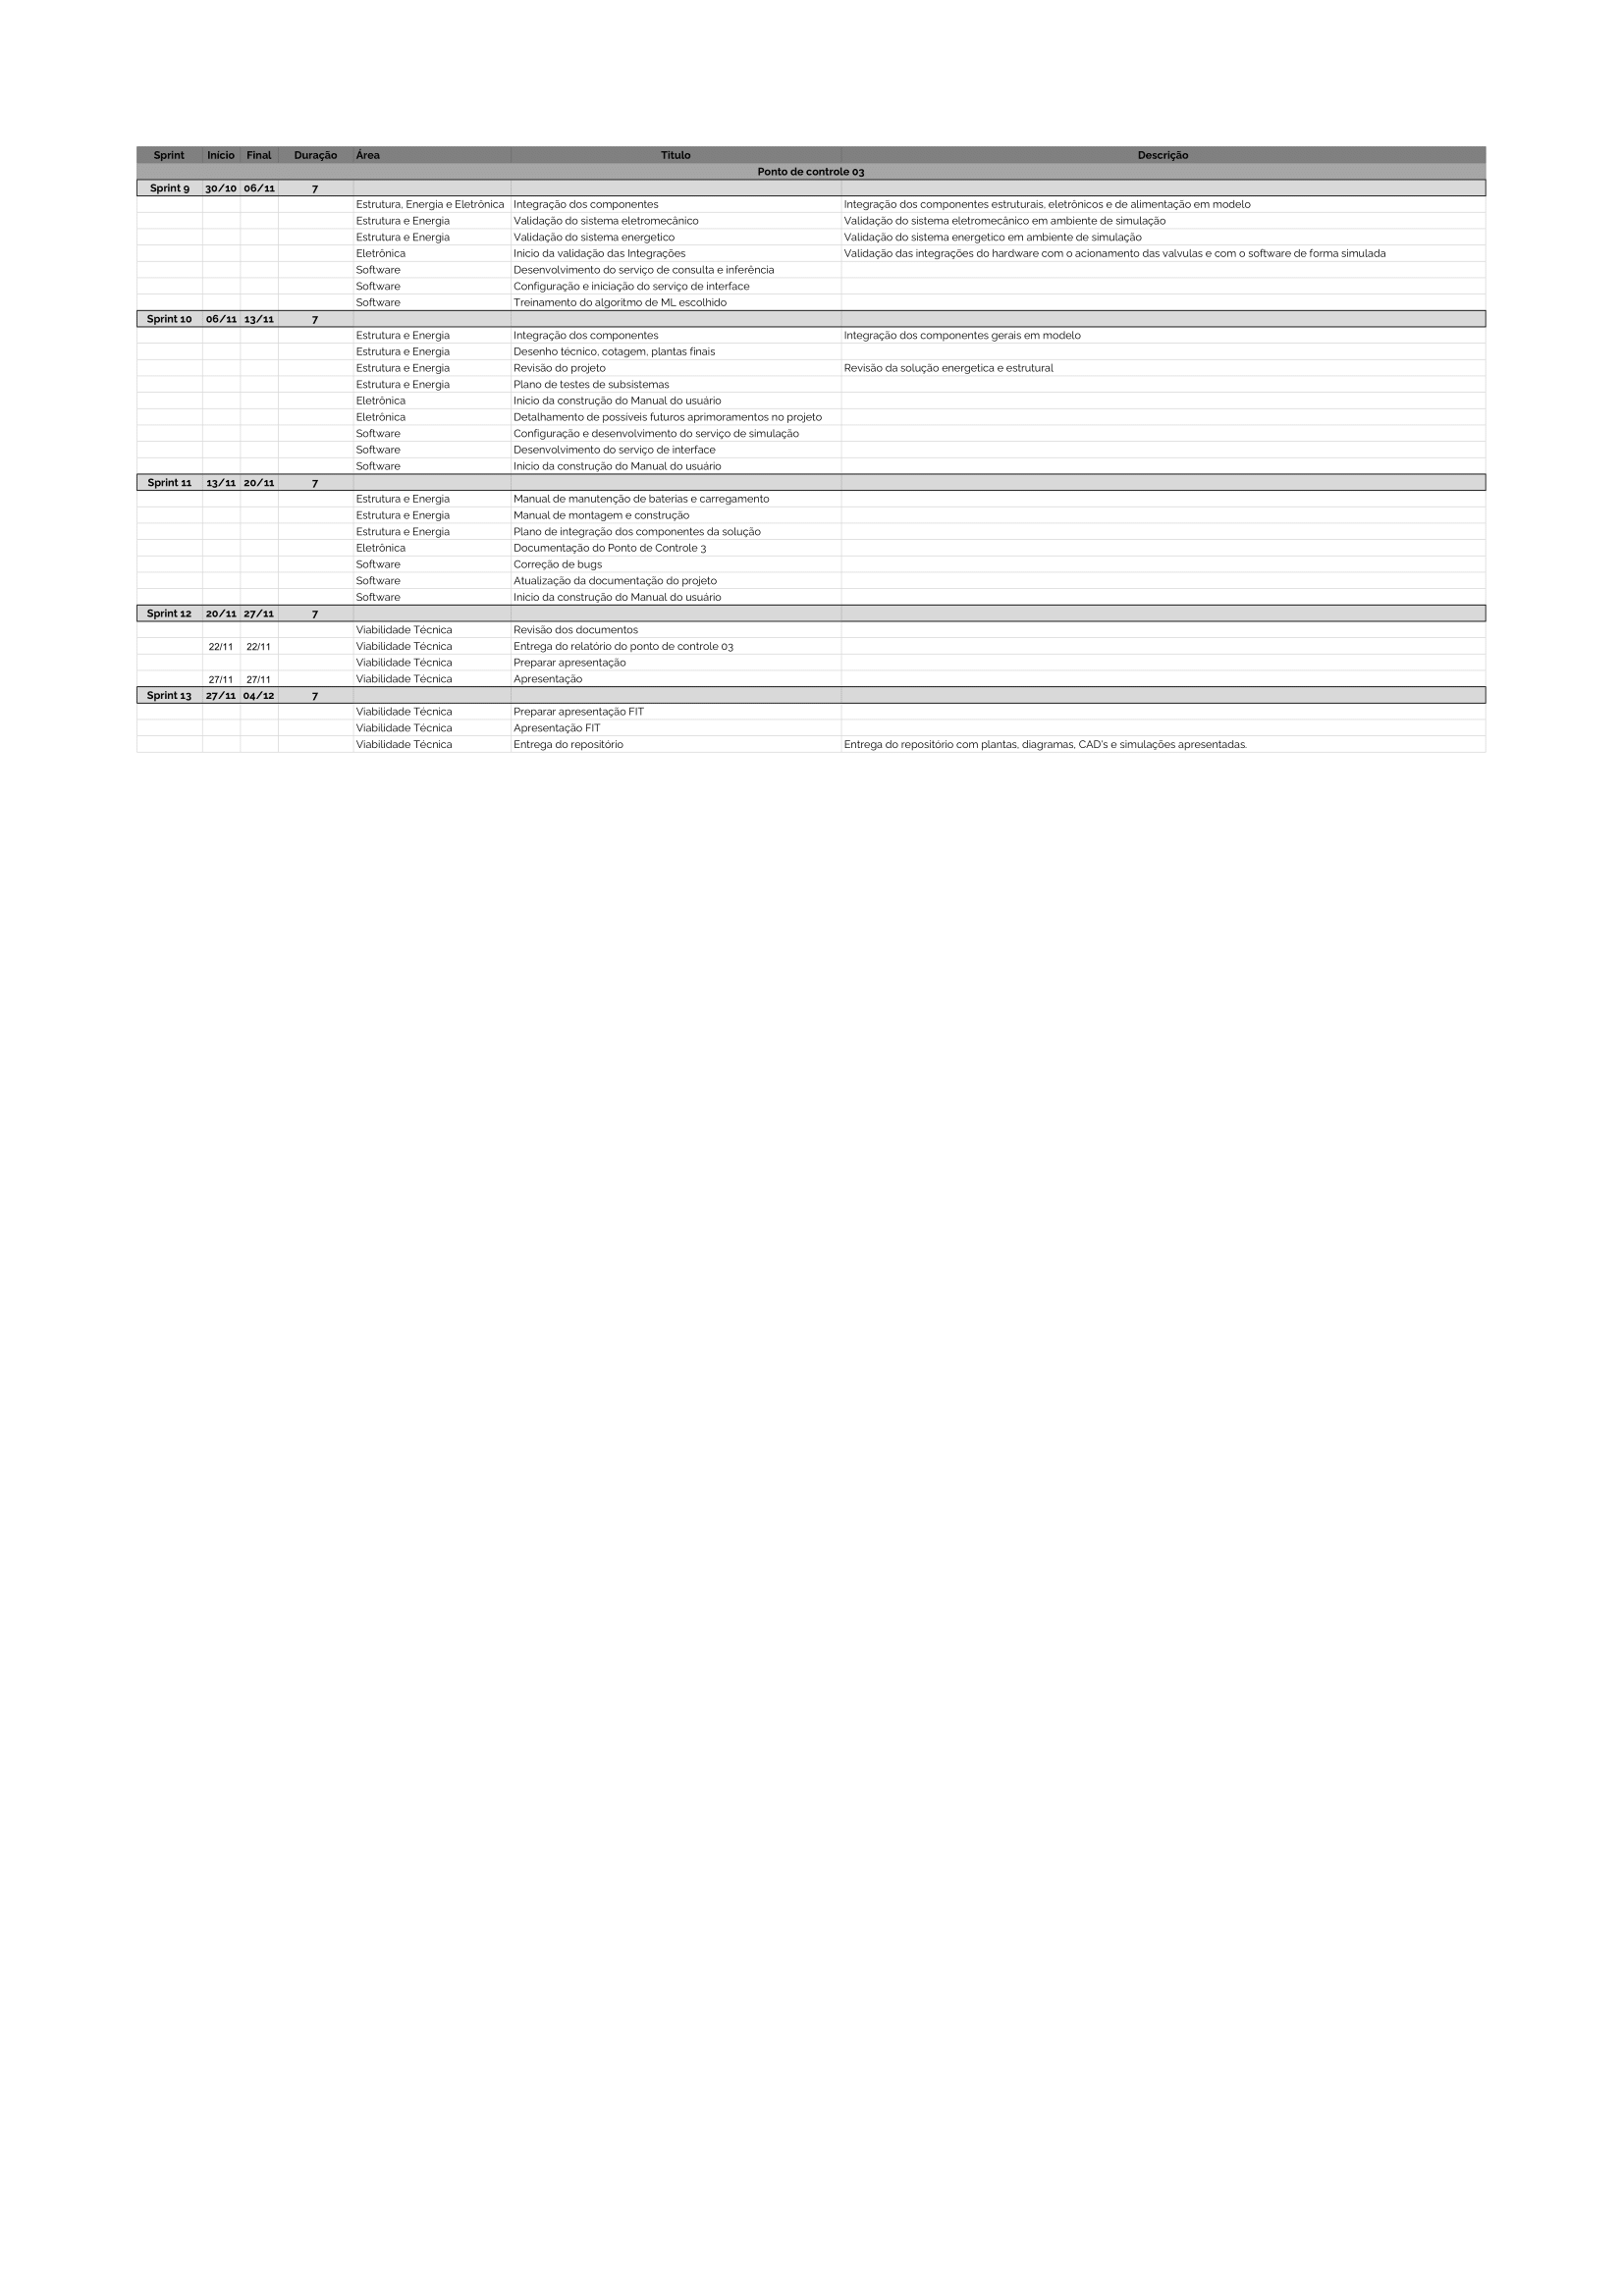 Sprint Início Final Duração Área Título Descrição
Ponto de controle 03
Sprint 9 30/10 06/11 7
Estrutura, Energia e Eletrônica Integração dos componentes Integração dos componentes estruturais, eletrônicos e de alimentação em modelo
Estrutura e Energia Validação do sistema eletromecânico Validação do sistema eletromecânico em ambiente de simulação
Estrutura e Energia Validação do sistema energetico Validação do sistema energetico em ambiente de simulação
Eletrônica Início da validação das Integrações Validação das integrações do hardware com o acionamento das valvulas e com o software de forma simulada
Software Desenvolvimento do serviço de consulta e inferência
Software Configuração e iniciação do serviço de interface
Software Treinamento do algoritmo de ML escolhido
Sprint 10 06/11 13/11 7
Estrutura e Energia Integração dos componentes Integração dos componentes gerais em modelo
Estrutura e Energia Desenho técnico, cotagem, plantas finais
Estrutura e Energia Revisão do projeto Revisão da solução energetica e estrutural
Estrutura e Energia Plano de testes de subsistemas
Eletrônica Início da construção do Manual do usuário
Eletrônica Detalhamento de possíveis futuros aprimoramentos no projeto
Software Configuração e desenvolvimento do serviço de simulação
Software Desenvolvimento do serviço de interface
Software Início da construção do Manual do usuário
Sprint 11 13/11 20/11 7
Estrutura e Energia Manual de manutenção de baterias e carregamento
Estrutura e Energia Manual de montagem e construção
Estrutura e Energia Plano de integração dos componentes da solução
Eletrônica Documentação do Ponto de Controle 3
Software Correção de bugs
Software Atualização da documentação do projeto
Software Início da construção do Manual do usuário
Sprint 12 20/11 27/11 7
Viabilidade Técnica Revisão dos documentos
22/11 22/11 Viabilidade Técnica Entrega do relatório do ponto de controle 03
Viabilidade Técnica Preparar apresentação
27/11 27/11 Viabilidade Técnica Apresentação
Sprint 13 27/11 04/12 7
Viabilidade Técnica Preparar apresentação FIT
Viabilidade Técnica Apresentação FIT
Viabilidade Técnica Entrega do repositório Entrega do repositório com plantas, diagramas, CAD's e simulações apresentadas.